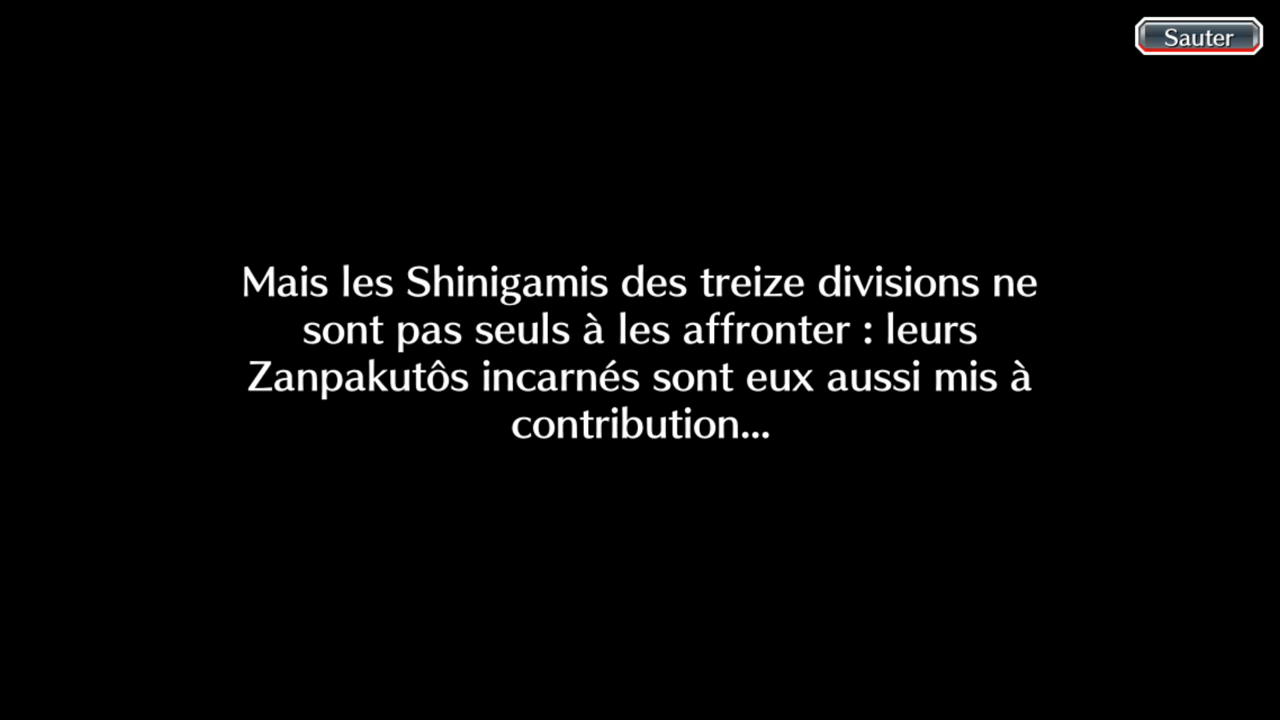 Sauter
Mais les Shinigamis des treize divisions ne
sont pas seuls à les affronter : leurs
Zanpakutôs incarnés sont eux aussi mis à
contribution...